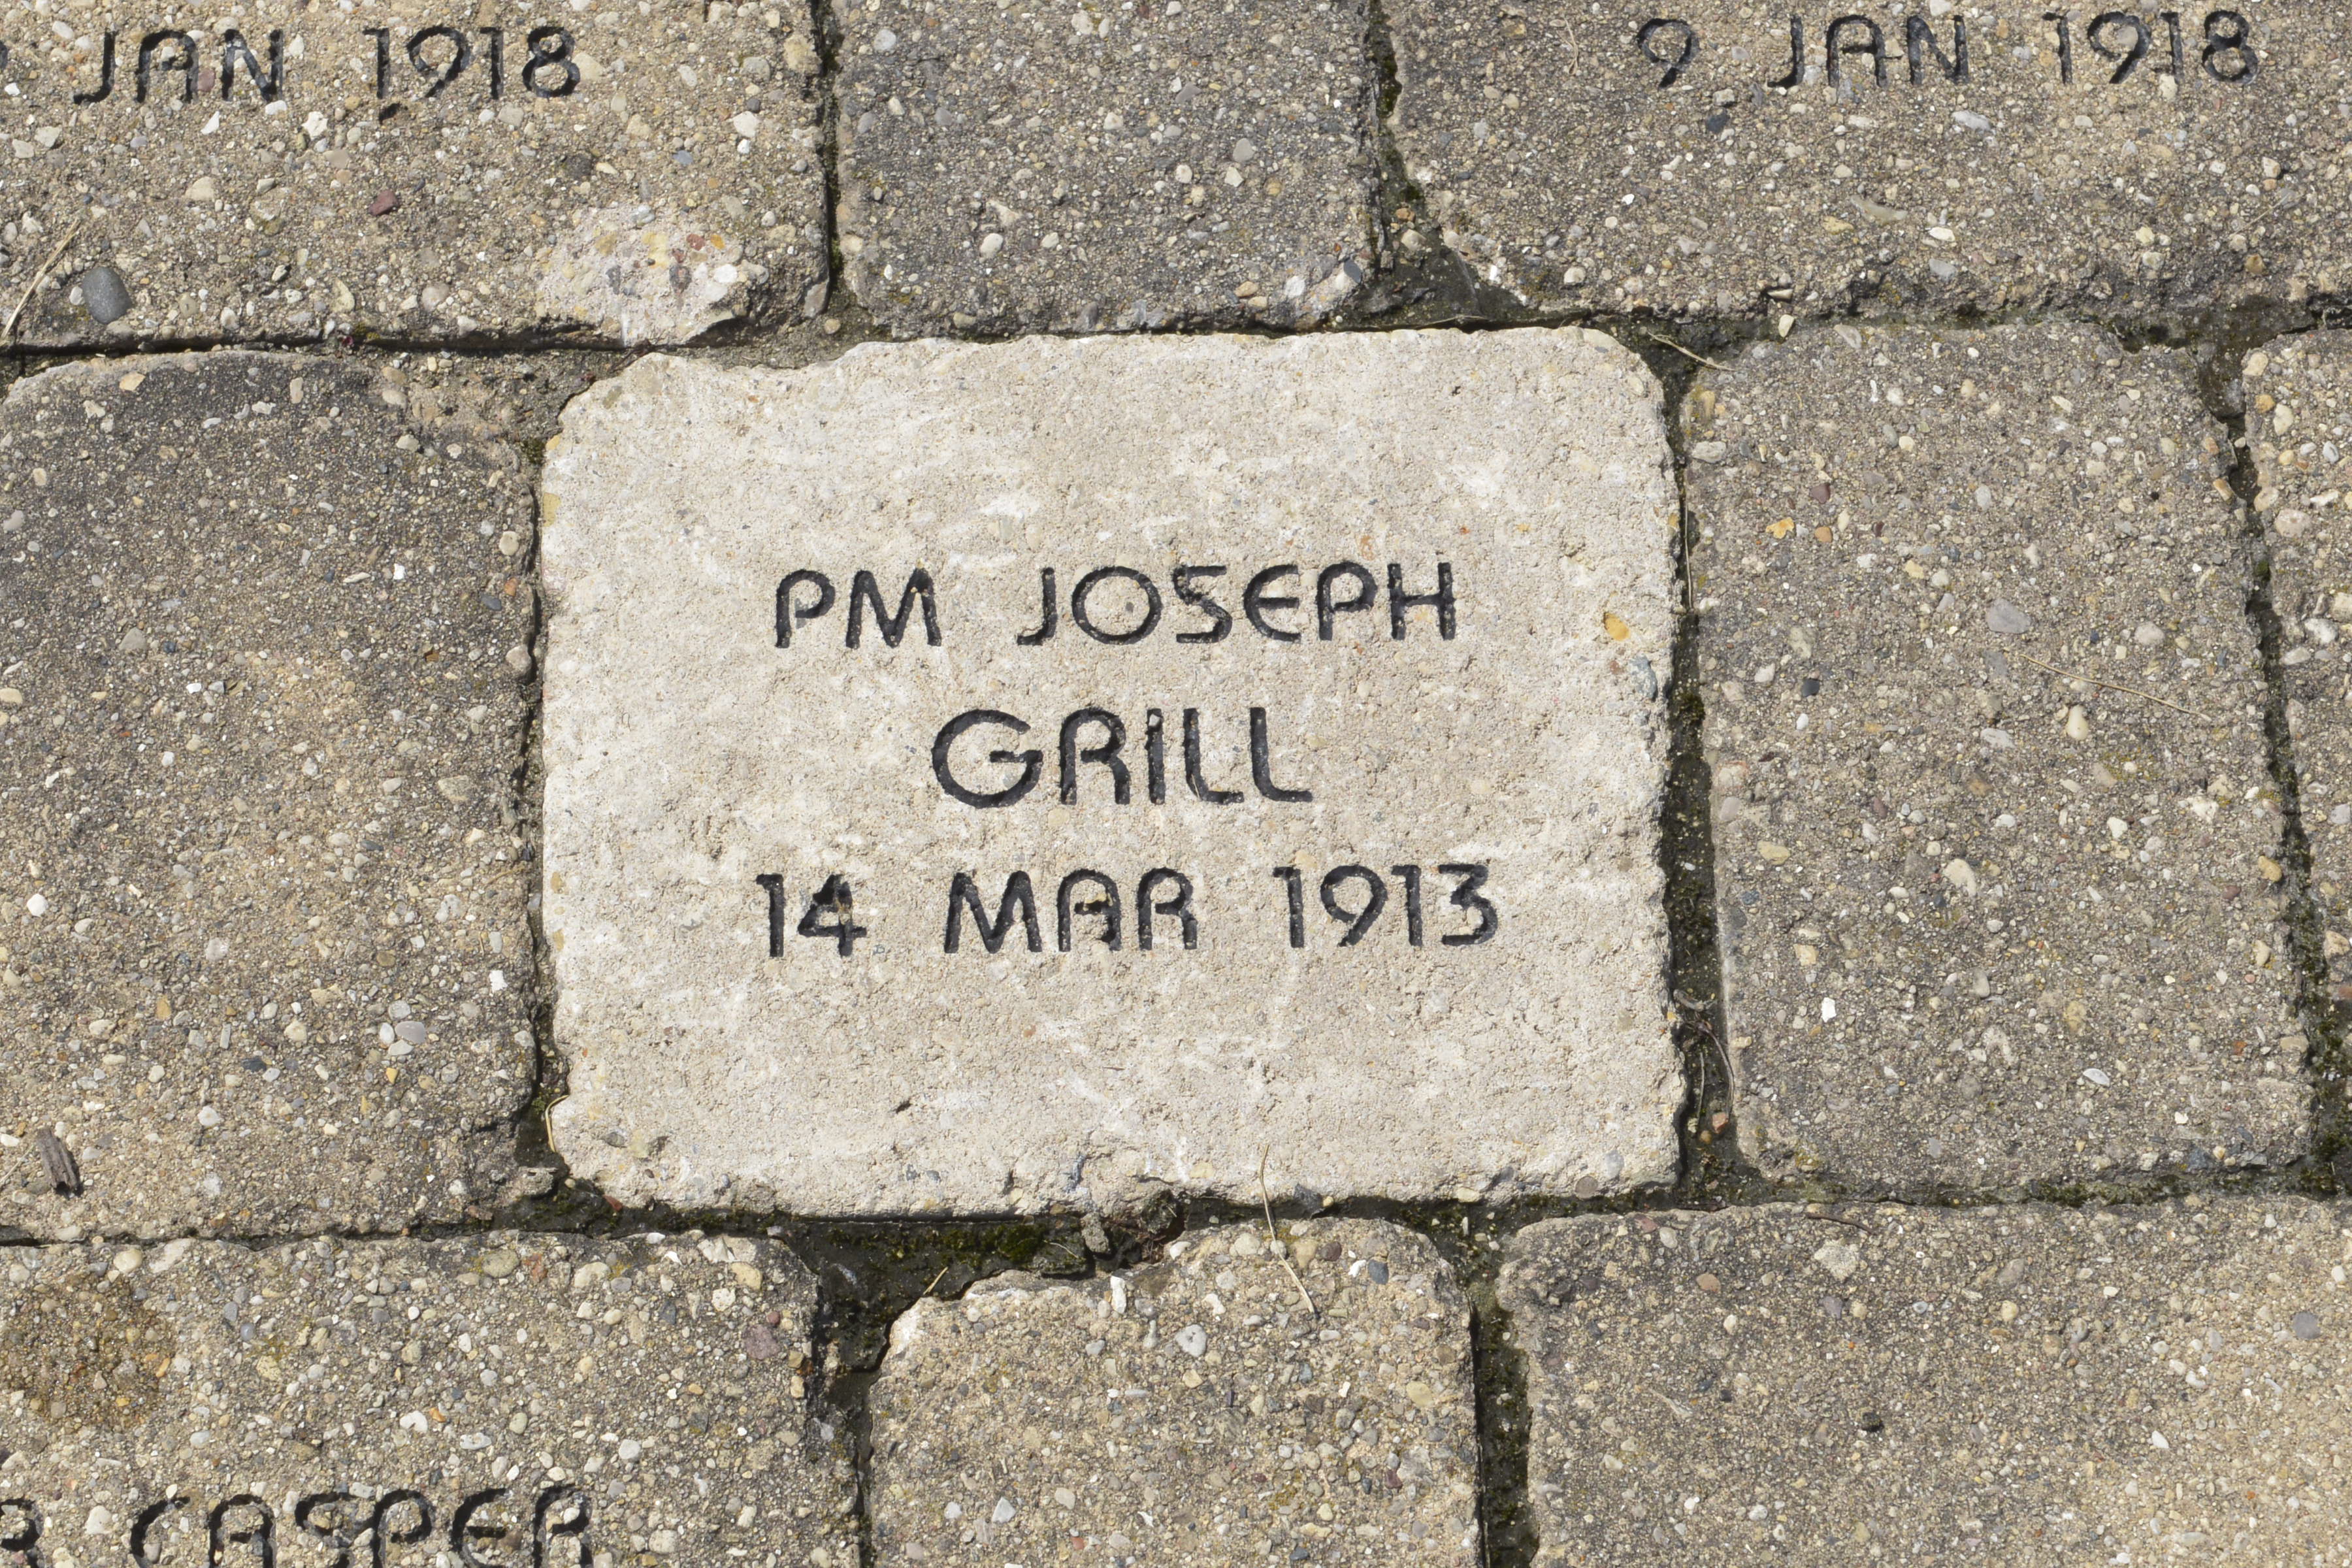 JAN 1918
9 JAN 1918
PM JOSEPH
GRILL
14 MAR 1913
CASPER